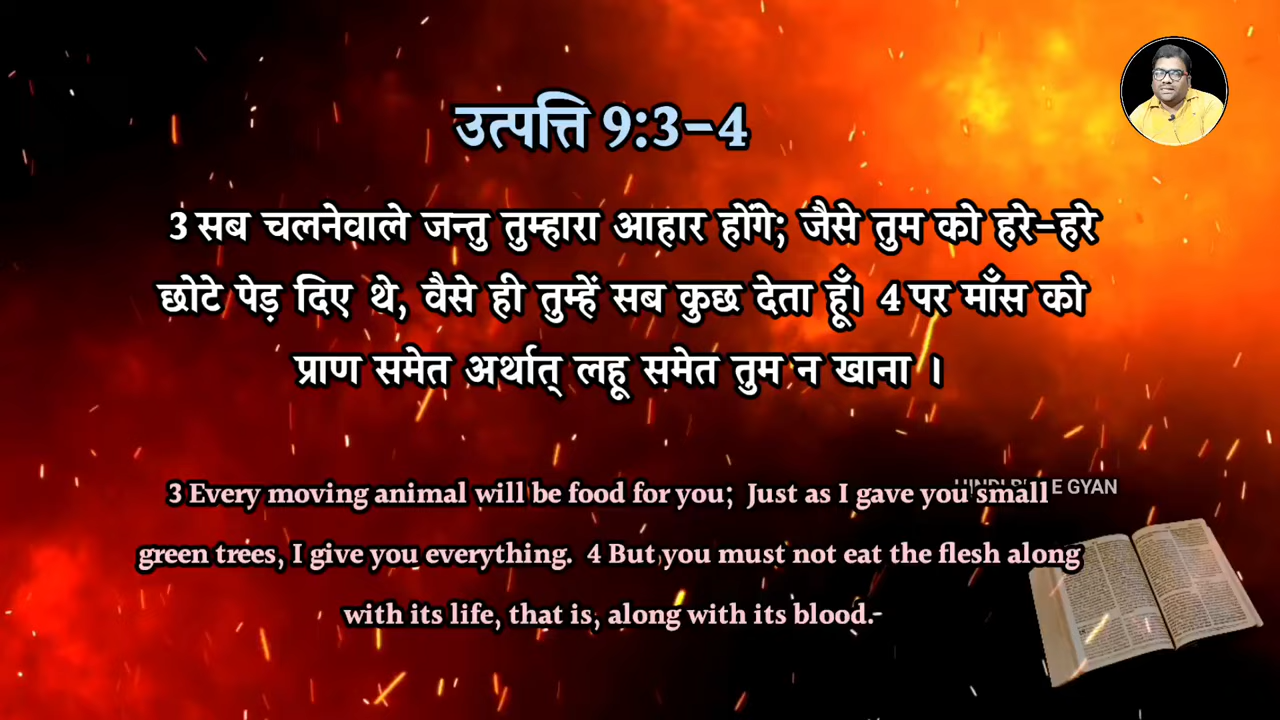 उत्पत्ति 9:3-4
3 सब चलनेवाले जन्तु तुम्हारा आहार होंगे; जैसे तुम को हरे-हरे
छोटे पेड़ दिए थे, वैसे ही तुम्हें सब कुछ देता हूँ। 4 पर माँस को
प्राण समेत अर्थात् लहू समेत तुम न खाना ।
3 Every moving animal will be food for you; Just as I gave you small
GYAN
green trees, I give you everything. 4 But you must not eat the flesh along
with its life, that is, along with its blood.-